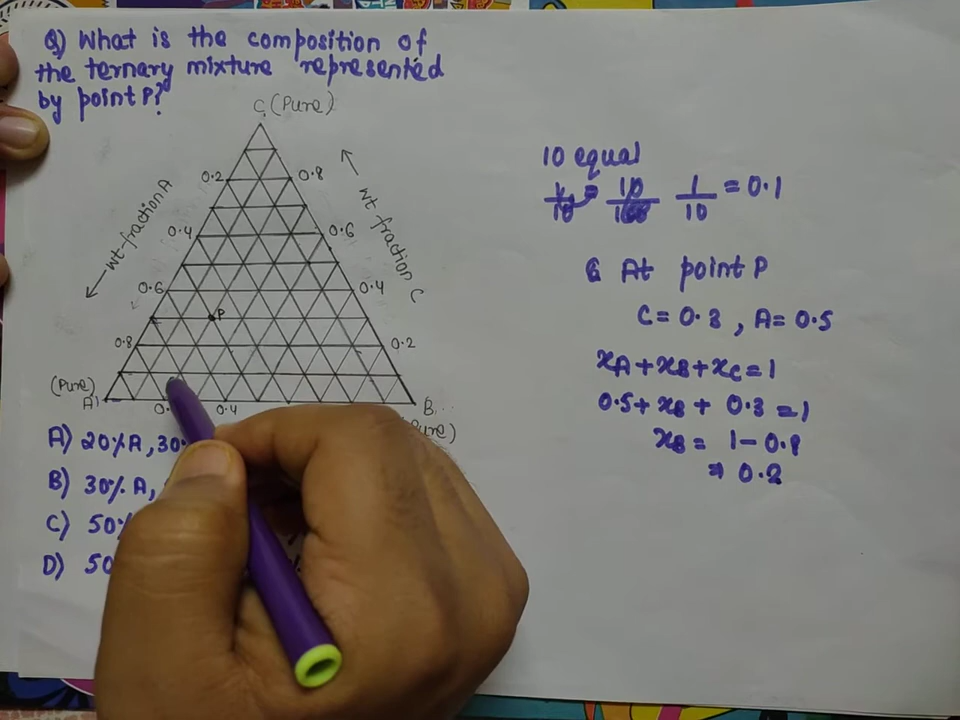 Q) What is the composition of
the ternary mixture represented
by point P?
C (Pure)
0.2
0.8
wt fraction A
wt fraction C
0.4
0.6
0.6
0.4
P
0.8
0.2
(Pure)
A
B
0.4
A) 20% A, 30
B) 30% A,
C) 50%
D) 50
10 equal
1/10 = 10/100 1/10 = 0.1
At point P
C = 0.3, A = 0.5
xA + xB + xC = 1
0.5 + xB + 0.3 = 1
xB = 1 - 0.8
⇒ 0.2